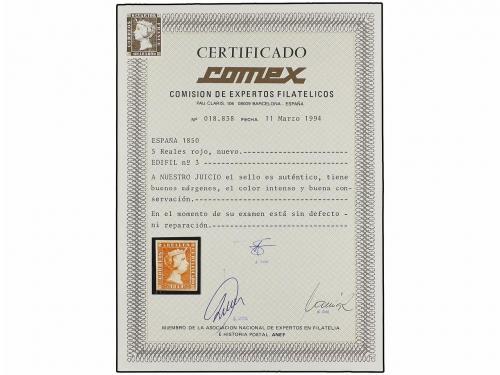 CERTIFICADO
comex
COMISION DE EXPERTOS FILATELICOS
PAU CLARIS, 106 08009 BARCELONA - ESPAÑA
Nº 018.838 FECHA, 11 Marzo 1994
ESPAÑA 1850
5 Reales rojo, nuevo.
EDIFIL nº 3
A NUESTRO JUICIO el sello es auténtico, tiene
buenos márgenes, el color intenso y buena con-
servación.
En el momento de su examen está sin defecto -
ni reparación.
MIEMBRO DE LA ASOCIACION NACIONAL DE EXPERTOS EN FILATELIA
E HISTORIA POSTAL. ANEF